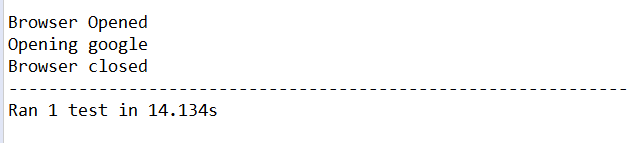 Browser Opened
Opening google
Browser closed
----------------------------------------------------------------------
Ran 1 test in 14.134s